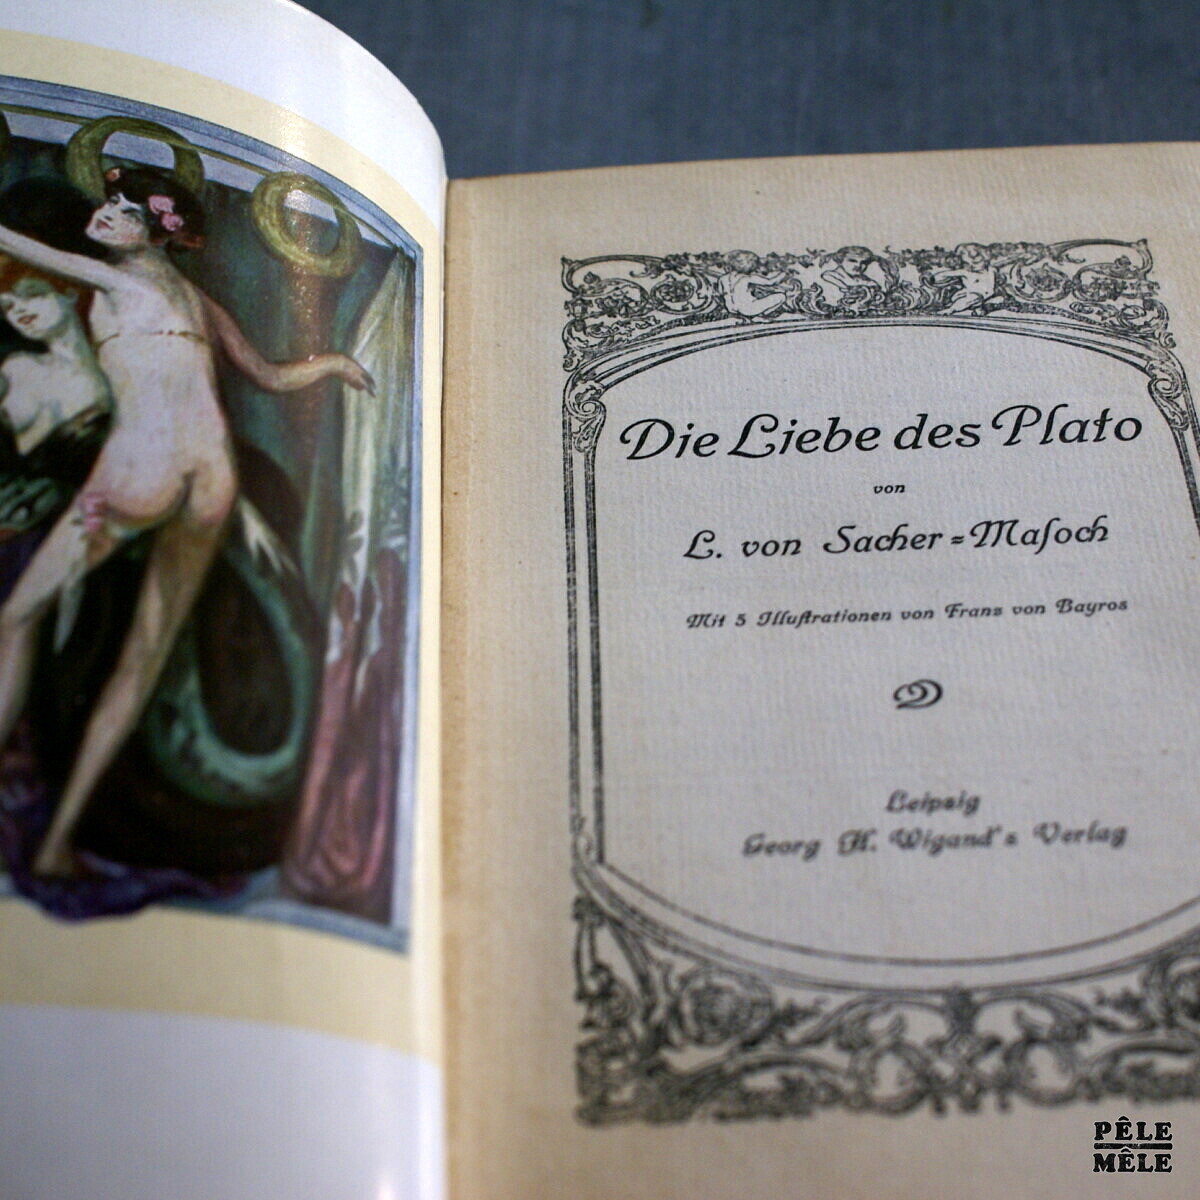 Die Liebe des Plato
von
L. von Sacher=Maſoch
Mit 5 Illuſtrationen von Franz von Bayros
Leipzig
Georg H. Wigand's Verlag
PÊLE
MÊLE